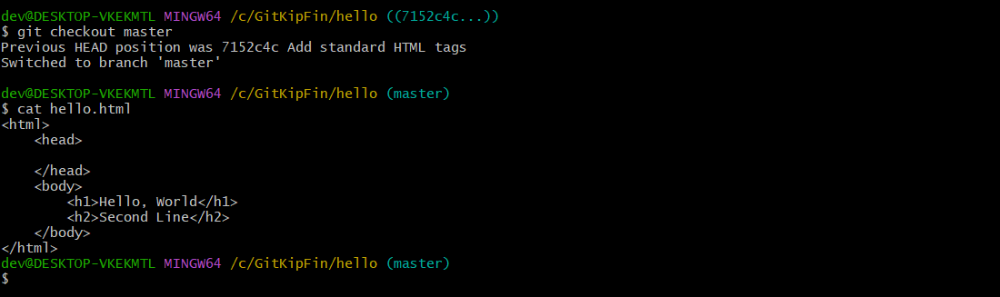 dev@DESKTOP-VKEKMTL MINGW64 /c/GitKipFin/hello ((7152c4c...))
$ git checkout master
Previous HEAD position was 7152c4c Add standard HTML tags
Switched to branch 'master'

dev@DESKTOP-VKEKMTL MINGW64 /c/GitKipFin/hello (master)
$ cat hello.html
<html>
    <head>

    </head>
    <body>
        <h1>Hello, World</h1>
        <h2>Second Line</h2>
    </body>
</html>
dev@DESKTOP-VKEKMTL MINGW64 /c/GitKipFin/hello (master)
$